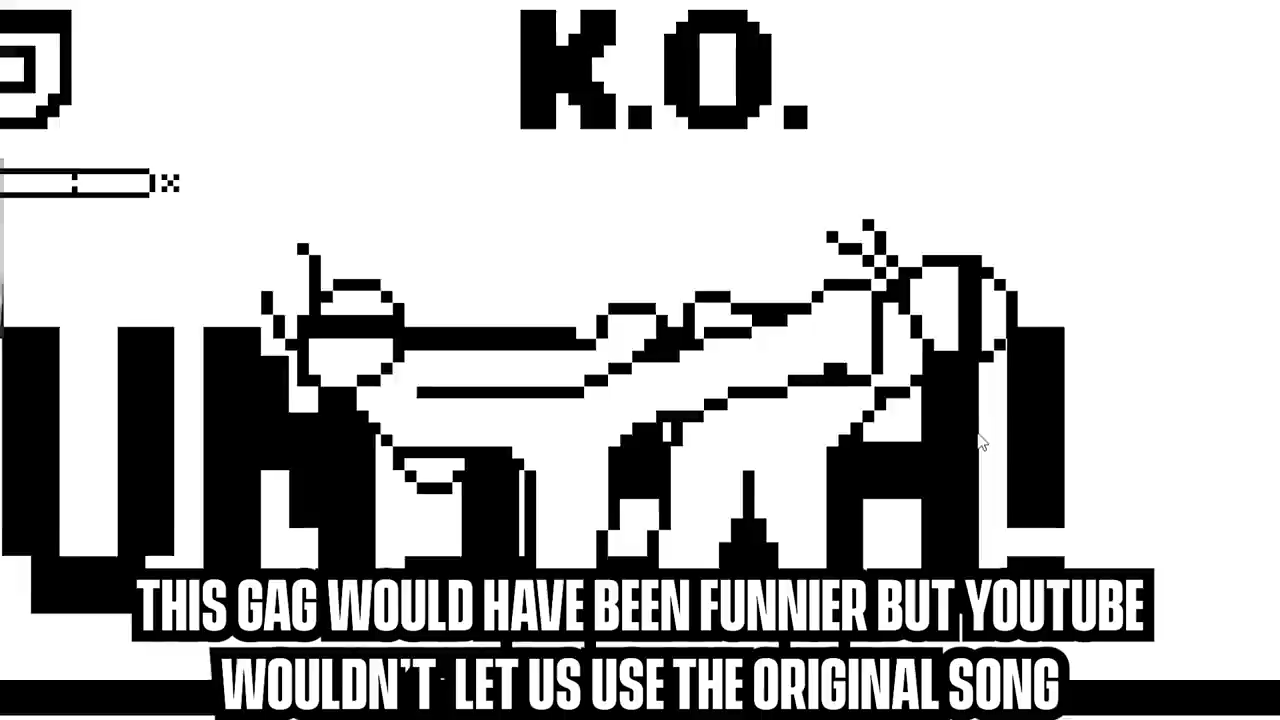 K.O.
THIS GAG WOULD HAVE BEEN FUNNIER BUT YOUTUBE
WOULDN'T LET US USE THE ORIGINAL SONG